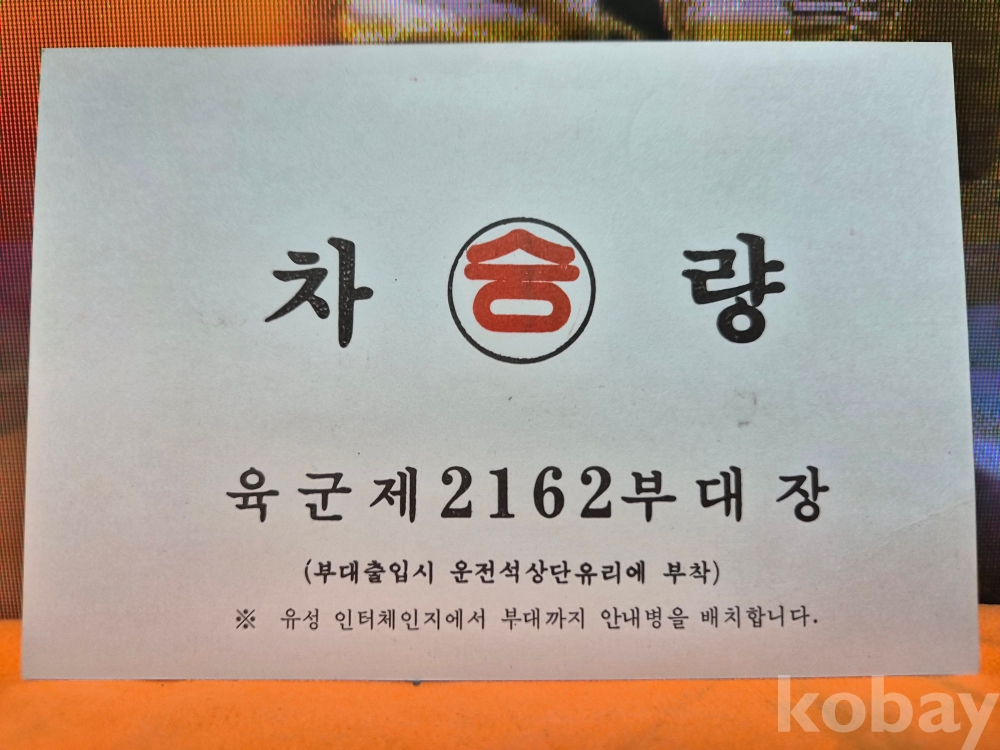 차 숭 량
육군제2162부대장
(부대출입시 운전석상단유리에 부착)
※ 유성 인터체인지에서 부대까지 안내병을 배치합니다.
kobay